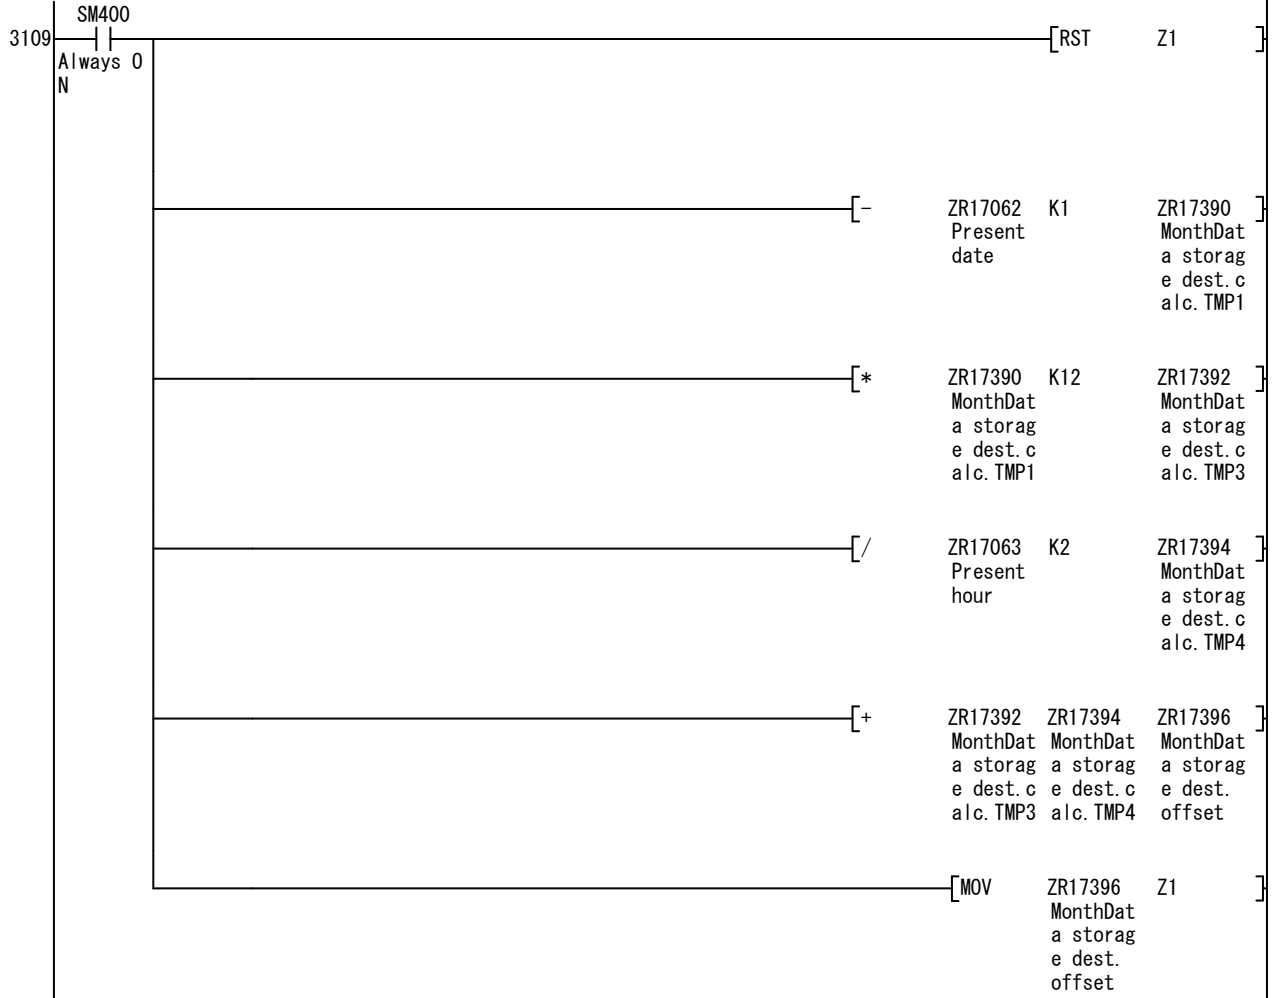 SM400
3109 [RST Z1 ]
Always O
N
[- ZR17062 K1 ZR17390 ]
Present MonthDat
date a storag
e dest.c
alc.TMP1
[* ZR17390 K12 ZR17392 ]
MonthDat MonthDat
a storag a storag
e dest.c e dest.c
alc.TMP1 alc.TMP3
[/ ZR17063 K2 ZR17394 ]
Present MonthDat
hour a storag
e dest.c
alc.TMP4
[+ ZR17392 ZR17394 ZR17396 ]
MonthDat MonthDat MonthDat
a storag a storag a storag
e dest.c e dest.c e dest.
alc.TMP3 alc.TMP4 offset
[MOV ZR17396 Z1 ]
MonthDat
a storag
e dest.
offset